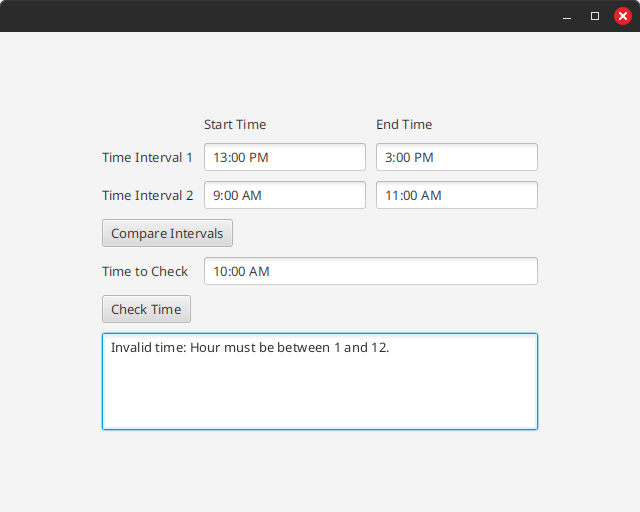 Start Time End Time
Time Interval 1 13:00 PM 3:00 PM
Time Interval 2 9:00 AM 11:00 AM
Compare Intervals
Time to Check 10:00 AM
Check Time
Invalid time: Hour must be between 1 and 12.